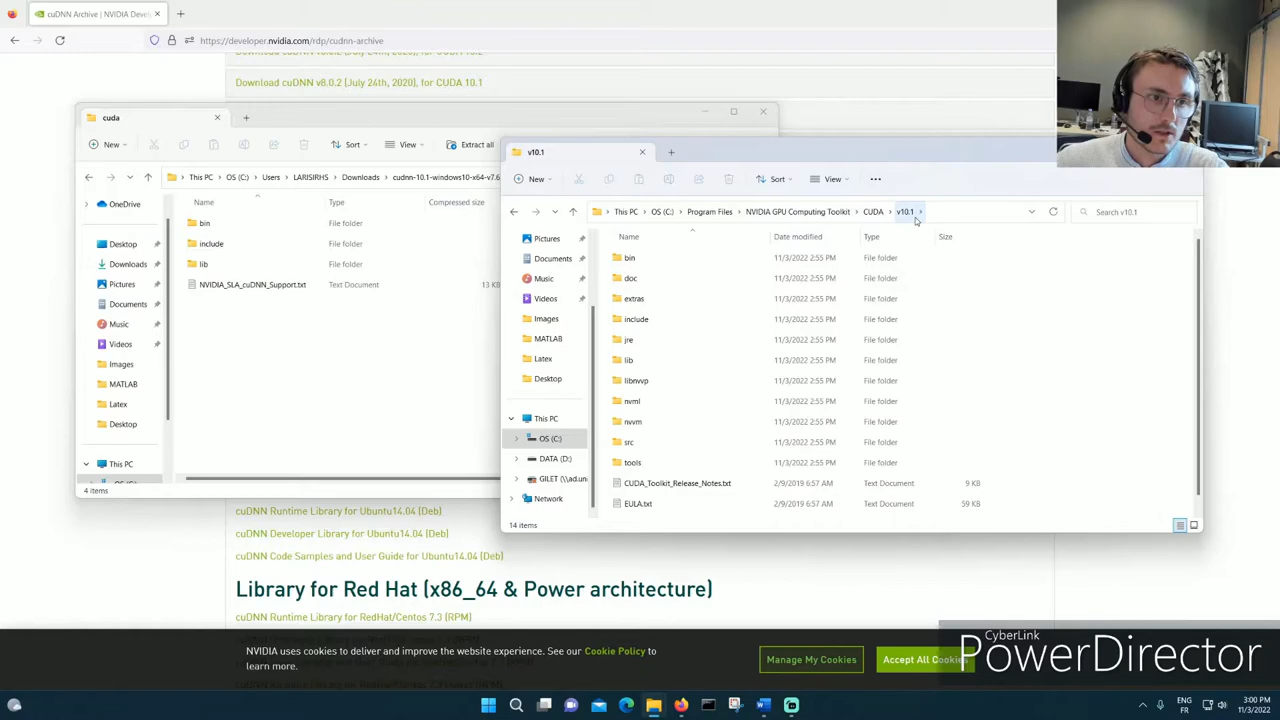 cuDNN Archive | NVIDIA Devel
https://developer.nvidia.com/rdp/cudnn-archive
Download cuDNN v8.0.2 (July 24th, 2020), for CUDA 10.1
cuda
New
Sort
View
Extract all
This PC
OS (C:)
Users
LARISIRHS
Downloads
cudnn-10.1-windows10-x64-v7.6
Name
Type
Compressed size
OneDrive
Desktop
Downloads
Pictures
Documents
Music
Videos
Images
MATLAB
Latex
Desktop
This PC
bin
File folder
include
File folder
lib
File folder
NVIDIA_SLA_cuDNN_Support.txt
Text Document
13 KB
4 items
v10.1
New
Sort
View
This PC
OS (C:)
Program Files
NVIDIA GPU Computing Toolkit
CUDA
v10.1
Search v10.1
Name
Date modified
Type
Size
Pictures
Documents
Music
Videos
Images
MATLAB
Latex
Desktop
This PC
OS (C:)
DATA (D:)
GILET (\\ad.un
Network
bin 11/3/2022 2:55 PM File folder
doc 11/3/2022 2:55 PM File folder
extras 11/3/2022 2:55 PM File folder
include 11/3/2022 2:55 PM File folder
jre 11/3/2022 2:55 PM File folder
lib 11/3/2022 2:55 PM File folder
libnvvp 11/3/2022 2:55 PM File folder
nvml 11/3/2022 2:55 PM File folder
nvvm 11/3/2022 2:55 PM File folder
src 11/3/2022 2:55 PM File folder
tools 11/3/2022 2:55 PM File folder
CUDA_Toolkit_Release_Notes.txt 2/9/2019 6:57 AM Text Document 9 KB
EULA.txt 2/9/2019 6:57 AM Text Document 59 KB
14 items
cuDNN Runtime Library for Ubuntu14.04 (Deb)
cuDNN Developer Library for Ubuntu14.04 (Deb)
cuDNN Code Samples and User Guide for Ubuntu14.04 (Deb)
Library for Red Hat (x86_64 & Power architecture)
cuDNN Runtime Library for RedHat/Centos 7.3 (RPM)
NVIDIA uses cookies to deliver and improve the website experience. See our Cookie Policy to
learn more.
Manage My Cookies
Accept All Cookies
CyberLink
PowerDirector
ENG
FR
3:00 PM
11/3/2022